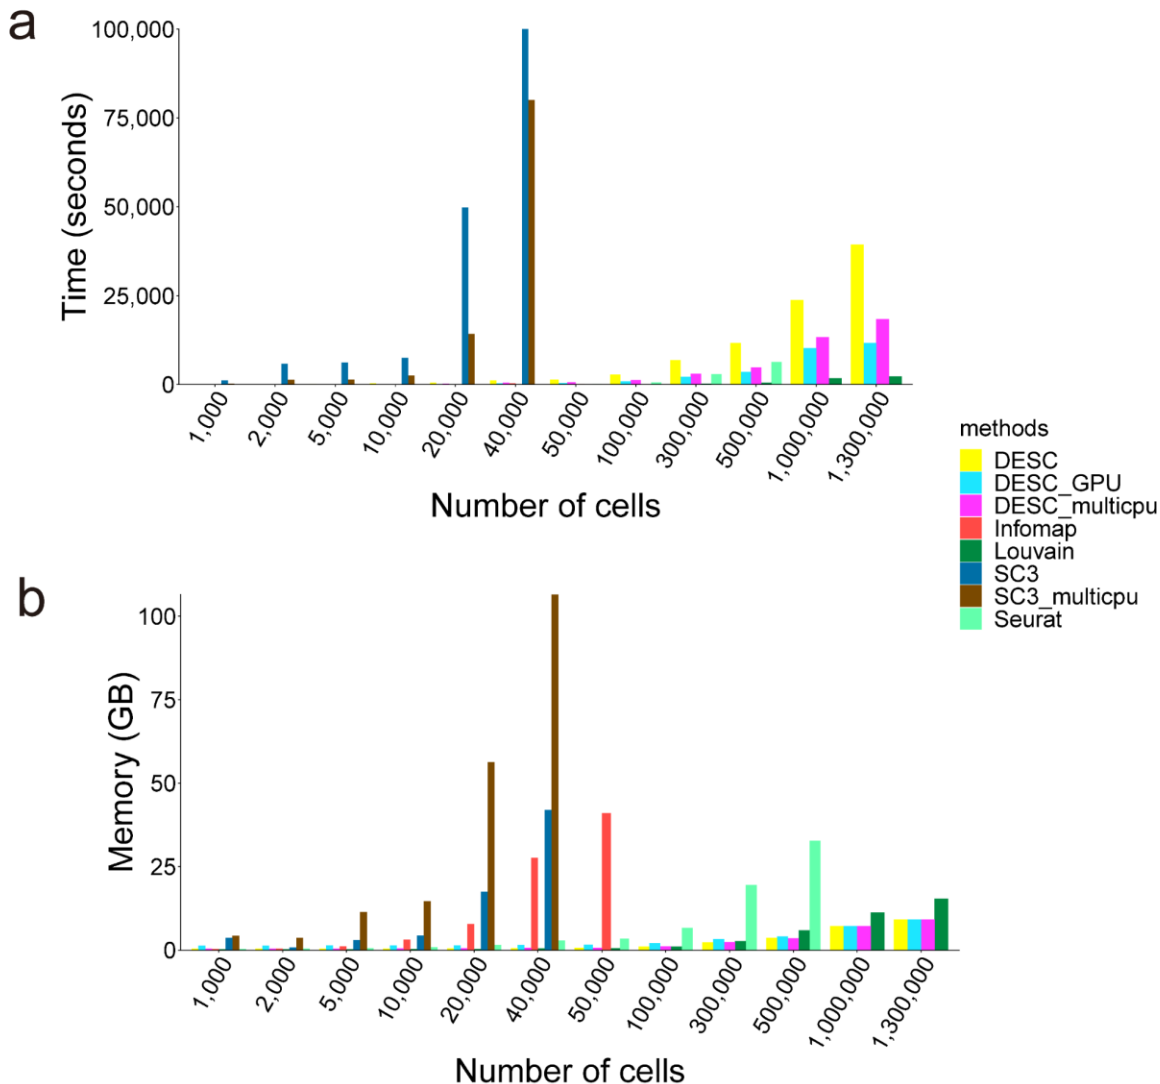 a
100,000
75,000
50,000
25,000
0
Time (seconds)
1,000
2,000
5,000
10,000
20,000
40,000
50,000
100,000
300,000
500,000
1,000,000
1,300,000
Number of cells
methods
DESC
DESC_GPU
DESC_multicpu
Infomap
Louvain
SC3
SC3_multicpu
Seurat
b
100
75
50
25
0
Memory (GB)
1,000
2,000
5,000
10,000
20,000
40,000
50,000
100,000
300,000
500,000
1,000,000
1,300,000
Number of cells